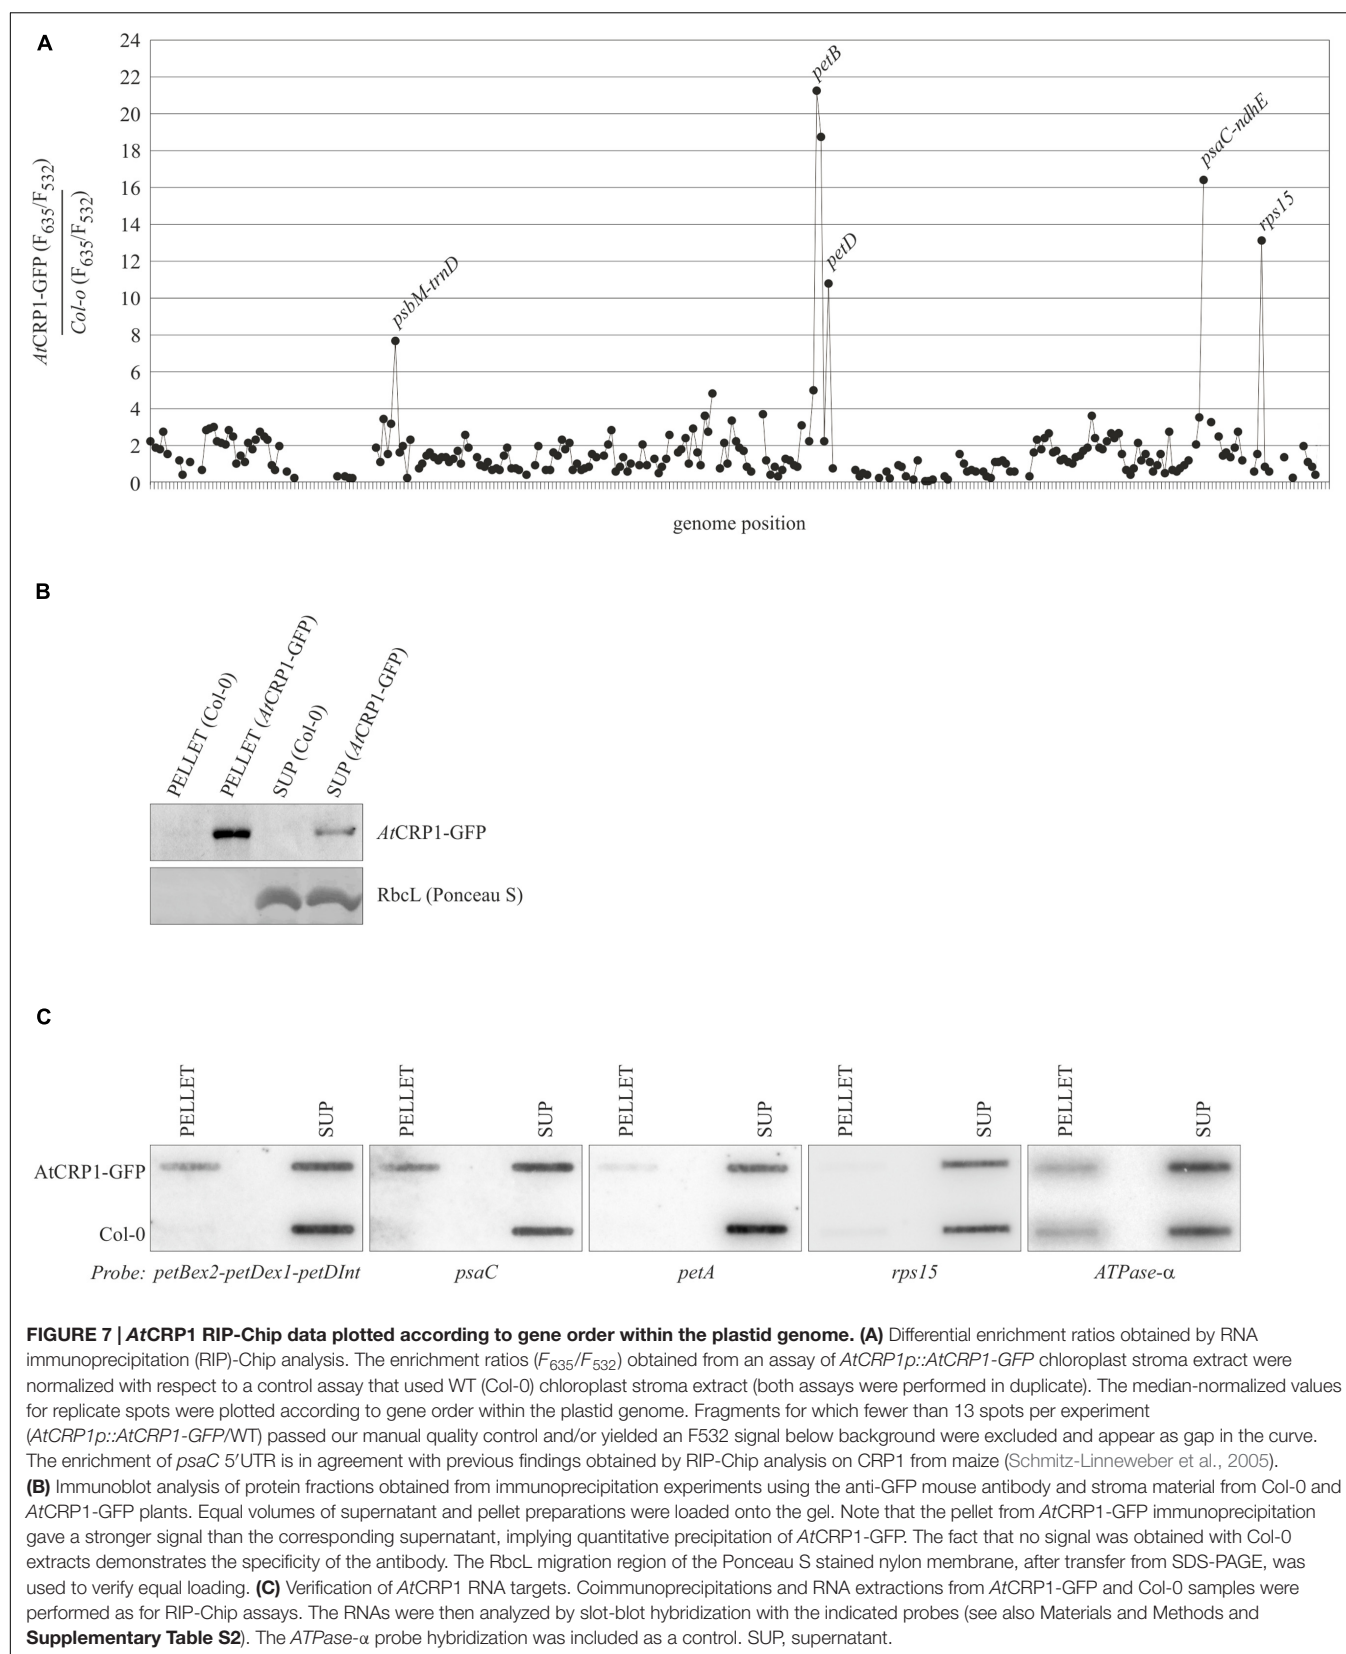 A
24
22
20
18
16
14
12
10
8
6
4
2
0
AtCRP1-GFP (F635/F532)
Col-o (F635/F532)
psbM-trnD
petB
petD
psaC-ndhE
rps15
genome position
B
PELLET (Col-0)
PELLET (AtCRP1-GFP)
SUP (Col-0)
SUP (AtCRP1-GFP)
AtCRP1-GFP
RbcL (Ponceau S)
C
PELLET SUP PELLET SUP PELLET SUP PELLET SUP PELLET SUP
AtCRP1-GFP
Col-0
Probe: petBex2-petDex1-petDInt psaC petA rps15 ATPase-α
FIGURE 7 | AtCRP1 RIP-Chip data plotted according to gene order within the plastid genome. (A) Differential enrichment ratios obtained by RNA
immunoprecipitation (RIP)-Chip analysis. The enrichment ratios (F635/F532) obtained from an assay of AtCRP1p::AtCRP1-GFP chloroplast stroma extract were
normalized with respect to a control assay that used WT (Col-0) chloroplast stroma extract (both assays were performed in duplicate). The median-normalized values
for replicate spots were plotted according to gene order within the plastid genome. Fragments for which fewer than 13 spots per experiment
(AtCRP1p::AtCRP1-GFP/WT) passed our manual quality control and/or yielded an F532 signal below background were excluded and appear as gap in the curve.
The enrichment of psaC 5′UTR is in agreement with previous findings obtained by RIP-Chip analysis on CRP1 from maize (Schmitz-Linneweber et al., 2005).
(B) Immunoblot analysis of protein fractions obtained from immunoprecipitation experiments using the anti-GFP mouse antibody and stroma material from Col-0 and
AtCRP1-GFP plants. Equal volumes of supernatant and pellet preparations were loaded onto the gel. Note that the pellet from AtCRP1-GFP immunoprecipitation
gave a stronger signal than the corresponding supernatant, implying quantitative precipitation of AtCRP1-GFP. The fact that no signal was obtained with Col-0
extracts demonstrates the specificity of the antibody. The RbcL migration region of the Ponceau S stained nylon membrane, after transfer from SDS-PAGE, was
used to verify equal loading. (C) Verification of AtCRP1 RNA targets. Coimmunoprecipitations and RNA extractions from AtCRP1-GFP and Col-0 samples were
performed as for RIP-Chip assays. The RNAs were then analyzed by slot-blot hybridization with the indicated probes (see also Materials and Methods and
Supplementary Table S2). The ATPase-α probe hybridization was included as a control. SUP, supernatant.